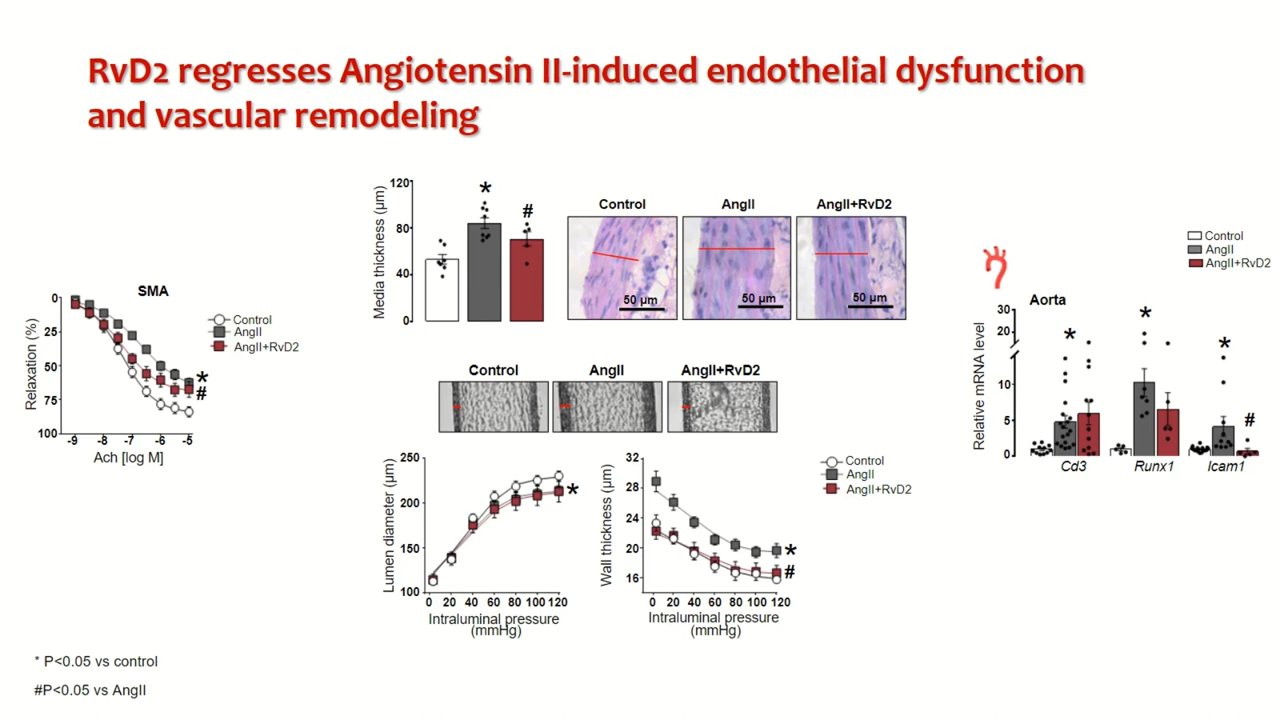 RvD2 regresses Angiotensin II-induced endothelial dysfunction
and vascular remodeling
SMA
Relaxation (%)
0
25
50
75
100
-9 -8 -7 -6 -5
Ach [log M]
Control
AngII
AngII+RvD2
*
#
Media thickness (µm)
120
80
40
0
*
#
Control AngII AngII+RvD2
50 µm 50 µm 50 µm
Control AngII AngII+RvD2
Lumen diameter (µm)
250
200
150
100
0 20 40 60 80 100 120
Intraluminal pressure
(mmHg)
*
Wall thickness (µm)
32
28
24
20
16
0 20 40 60 80 100 120
Intraluminal pressure
(mmHg)
*
#
Control
AngII
AngII+RvD2
Control
AngII
AngII+RvD2
Aorta
Relative mRNA level
30
20
10
5
0
* * *
#
Cd3 Runx1 Icam1
* P<0.05 vs control
#P<0.05 vs AngII